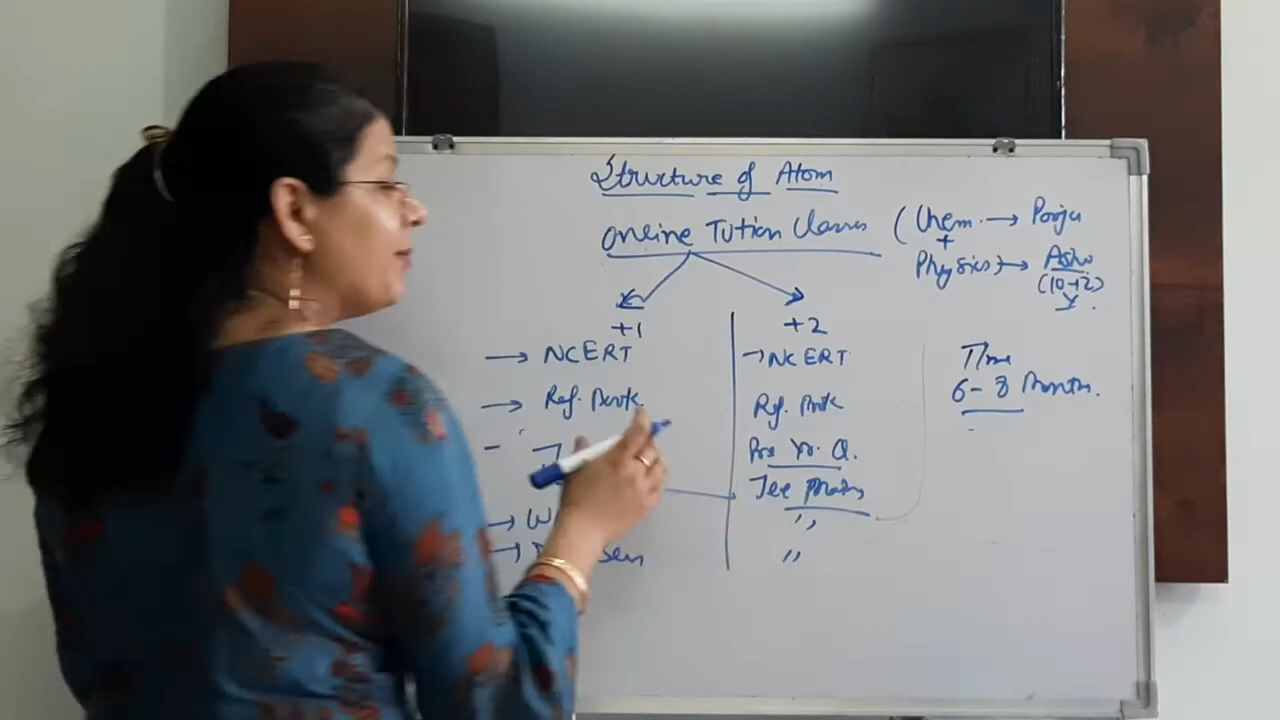 Structure of Atom
Online Tution Classes (Chem. → Pooja
+
Physics) → Ashu
(10+2)
+1
→ NCERT
→ Ref. Book
→
→
+2
→ NCERT
Ref. Book
Pre Yr. Q.
Jee Mains
"
"
Time
6-8 Months.